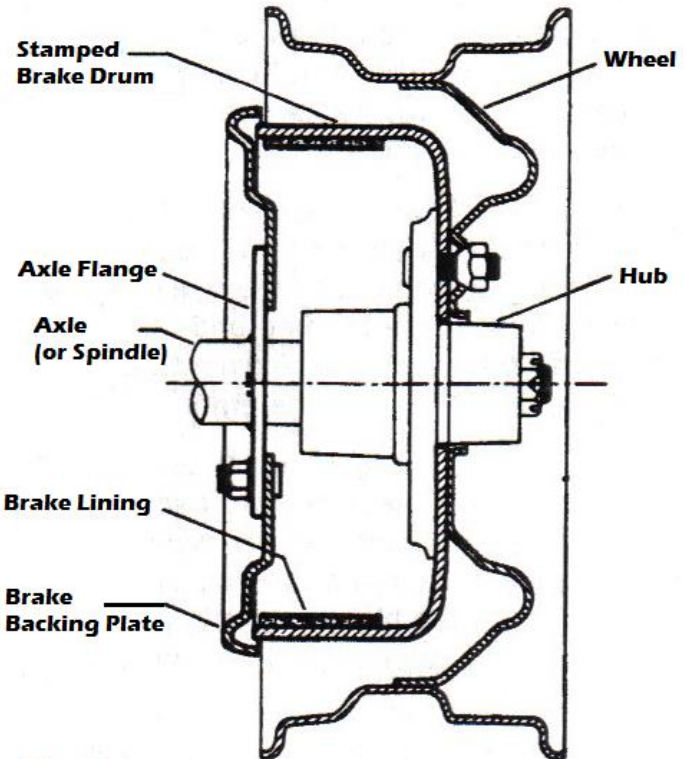 Stamped
Brake Drum
Wheel
Axle Flange
Hub
Axle
(or Spindle)
Brake Lining
Brake
Backing Plate